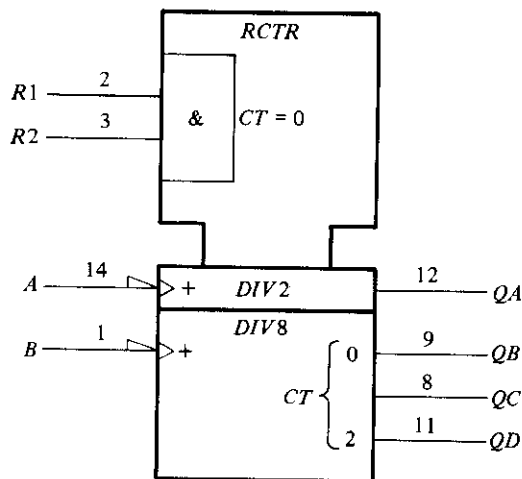 RCTR
R1 2
& CT = 0
R2 3
A 14 + DIV2 12 QA
DIV8
B 1 + 0 9 QB
CT 8 QC
2 11 QD